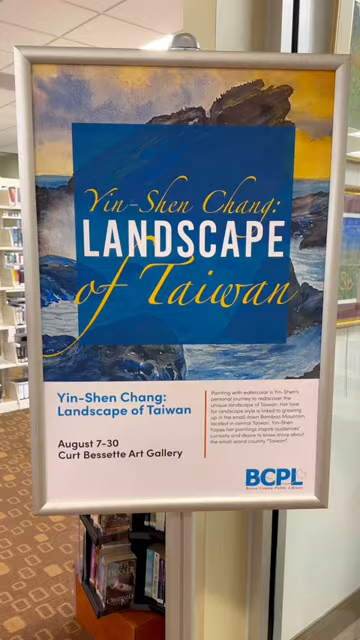 Yin-Shen Chang:
LANDSCAPE
of Taiwan
Yin-Shen Chang:
Landscape of Taiwan
August 7-30
Curt Bessette Art Gallery
Painting with watercolor is Yin-Shen's
personal journey to rediscover the
unique landscape of Taiwan. Her love
for landscape style is linked to growing
up in the small-town Bamboo Mountain,
located in central Taiwan. Yin-Shen
hopes her paintings inspire audiences'
curiosity and desire to know more about
the small island country "Taiwan".
BCPL
Public Library